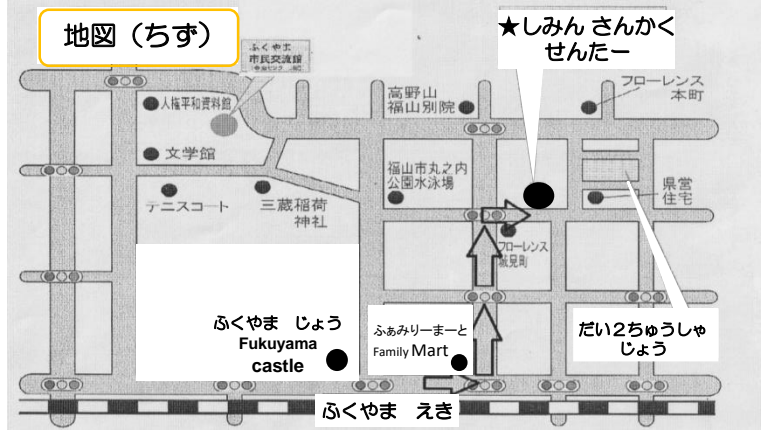 地図（ちず）
★しみん さんかく
せんたー
ふくやま
市民交流館
人権平和資料館
文学館
テニスコート
三蔵稲荷
神社
高野山
福山別院
フローレンス
本町
福山市丸之内
公園水泳場
県営
住宅
フローレンス
城見町
ふくやま じょう
Fukuyama
castle
ふぁみりーまーと
Family Mart
だい２ちゅうしゃ
じょう
ふくやま えき